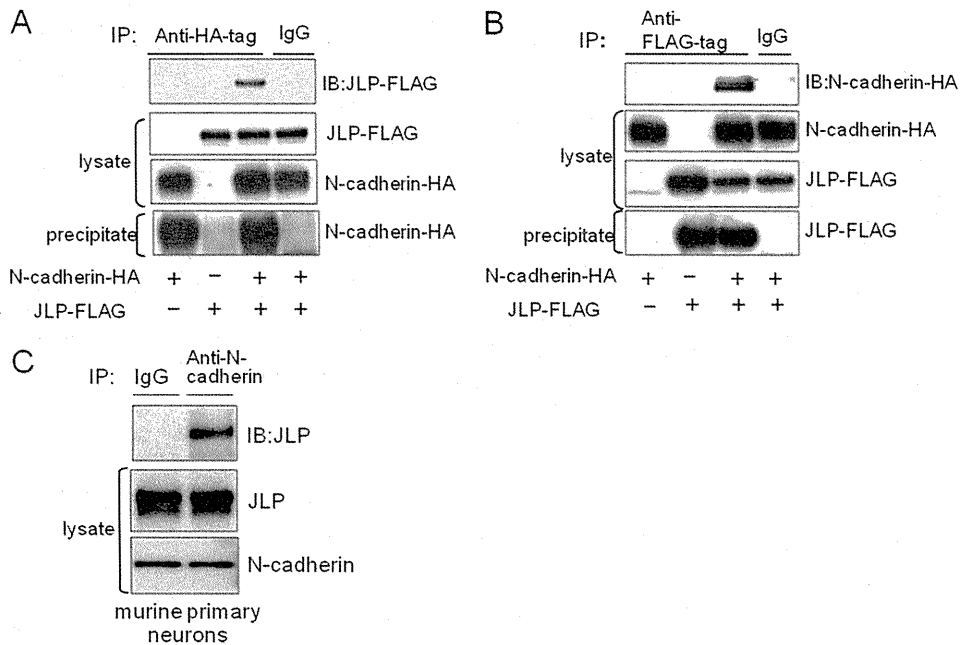 A
IP: Anti-HA-tag IgG
IB:JLP-FLAG
lysate
JLP-FLAG
N-cadherin-HA
precipitate
N-cadherin-HA
N-cadherin-HA + − + +
JLP-FLAG − + + +
B
IP: Anti-
FLAG-tag IgG
IB:N-cadherin-HA
lysate
N-cadherin-HA
JLP-FLAG
precipitate
JLP-FLAG
N-cadherin-HA + − + +
JLP-FLAG − + + +
C
IP: IgG Anti-N-
cadherin
IB:JLP
lysate
JLP
N-cadherin
murine primary
neurons